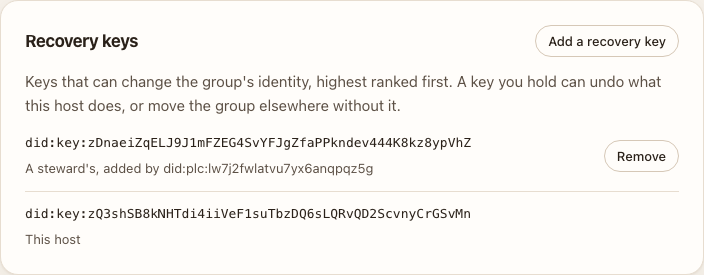 Recovery keys
Add a recovery key
Keys that can change the group's identity, highest ranked first. A key you hold can undo what
this host does, or move the group elsewhere without it.
did:key:zDnaeiZqELJ9J1mFZEG4SvYFJgZfaPPkndev444K8kz8ypVhZ
A steward's, added by did:plc:lw7j2fwlatvu7yx6anqpqz5g
Remove
did:key:zQ3shSB8kNHTdi4iiVeF1suTbzDQ6sLQRvQD2ScvnyCrGSvMn
This host